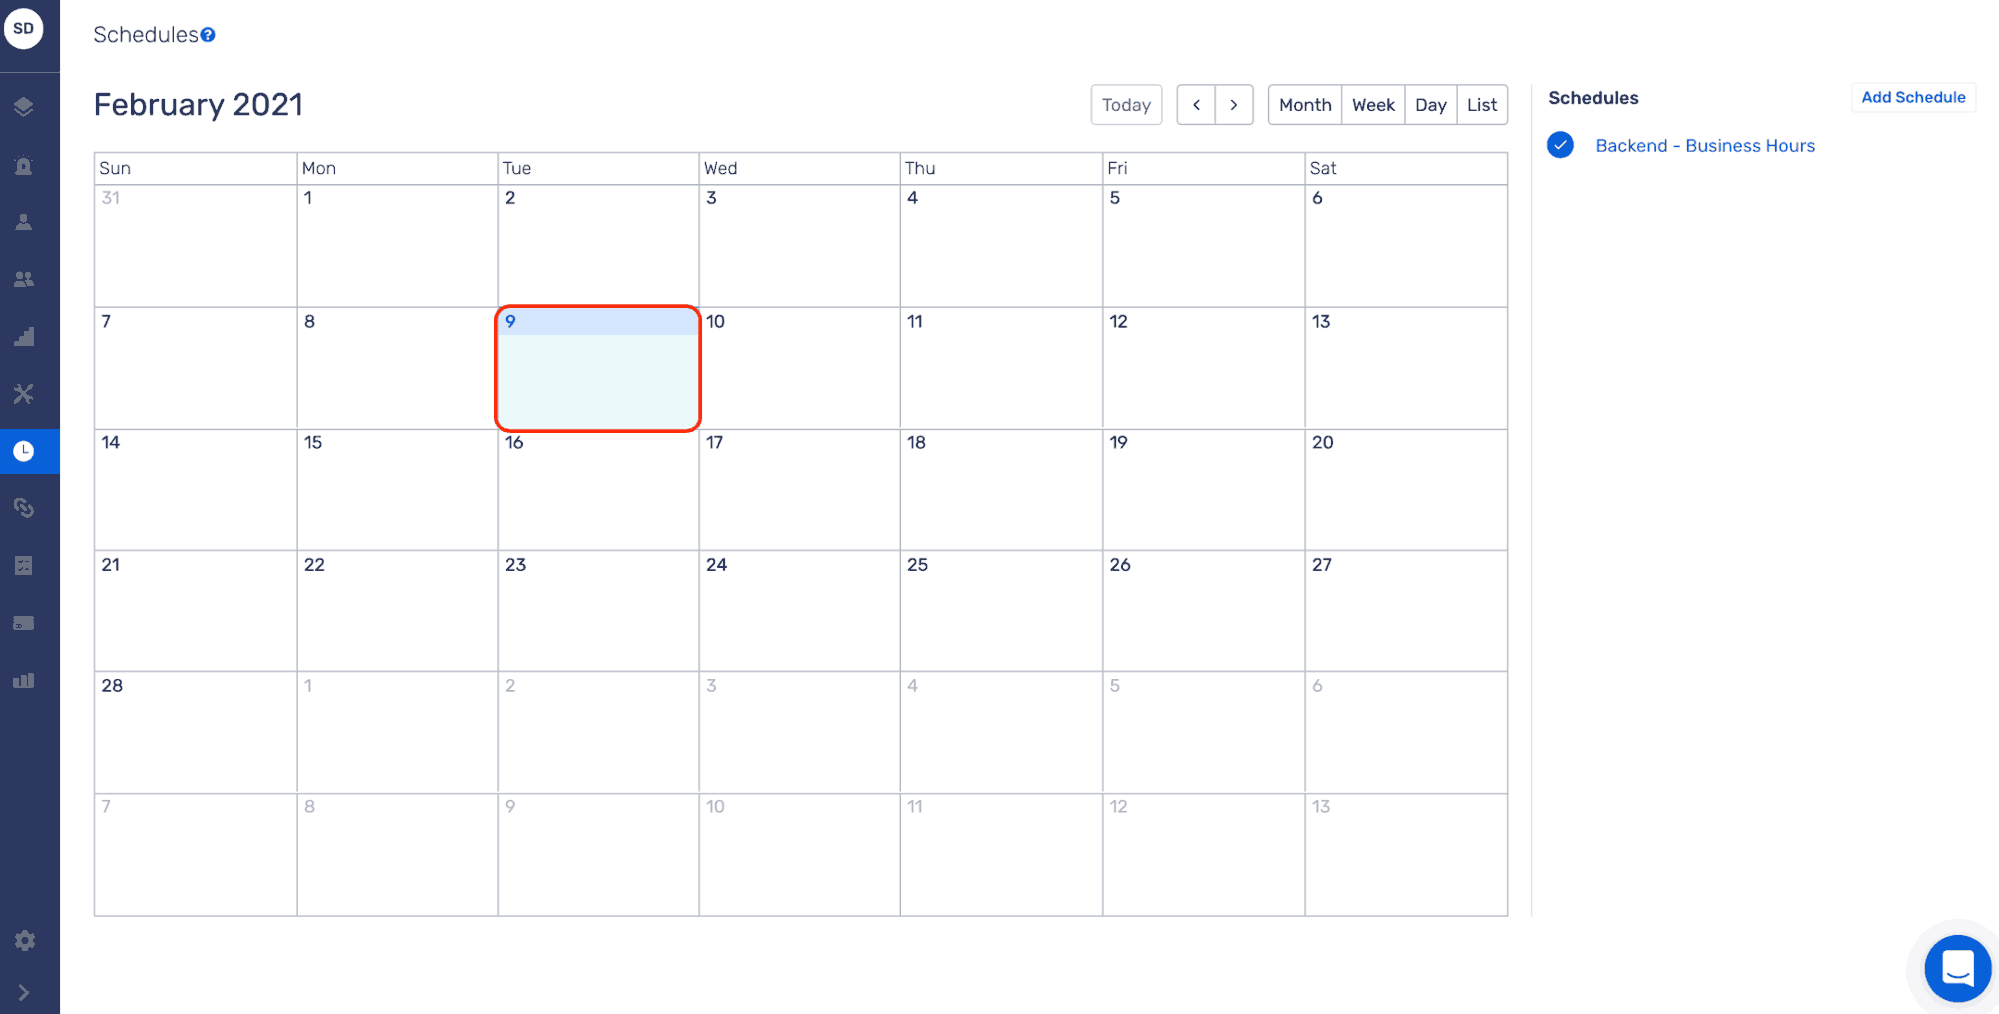 SD
Schedules
February 2021
Today
Month Week Day List
Schedules
Add Schedule
Backend - Business Hours
Sun Mon Tue Wed Thu Fri Sat
31 1 2 3 4 5 6
7 8 9 10 11 12 13
14 15 16 17 18 19 20
21 22 23 24 25 26 27
28 1 2 3 4 5 6
7 8 9 10 11 12 13